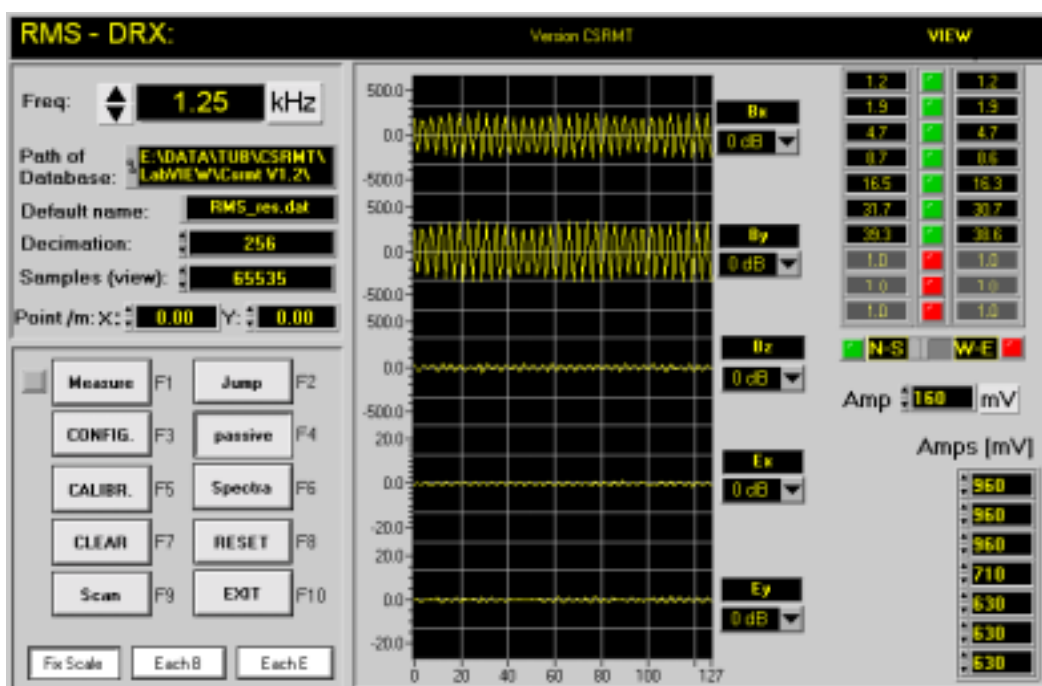 RMS - DRX:
Version CSRMT
VIEW
Freq: 1.25 kHz
Path of Database: E:\DATA\TUB\CSRMT\
LabVIEW\Csrmt V1.2\
Default name: RMS_res.dat
Decimation: 256
Samples (view): 65535
Point /m: X: 0.00 Y: 0.00
Measure F1 Jump F2
CONFIG. F3 passive F4
CALIBR. F5 Spectra F6
CLEAR F7 RESET F8
Scan F9 EXIT F10
Fix Scale Each B Each E
500.0
0.0
-500.0
500.0
0.0
-500.0
500.0
0.0
-500.0
20.0
0.0
-20.0
20.0
0.0
-20.0
0 20 40 60 80 100 127
Bx
0 dB
By
0 dB
Bz
0 dB
Ex
0 dB
Ey
0 dB
1.2 1.2
1.9 1.9
4.7 4.7
8.7 8.6
16.5 16.3
31.7 30.7
39.3 38.6
1.0 1.0
1.0 1.0
1.0 1.0
N-S W-E
Amp 160 mV
Amps [mV]
960
960
960
710
630
630
630